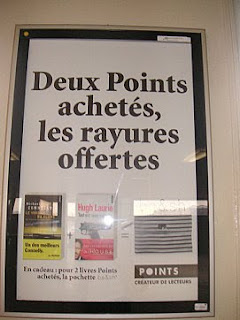 Deux Points
achetés,
les rayures
offertes
Hugh Laurie
Un des meilleurs
Connelly.
En cadeau : pour 2 livres Points
achetés, la pochette
POINTS
CRÉATEUR DE LECTEURS